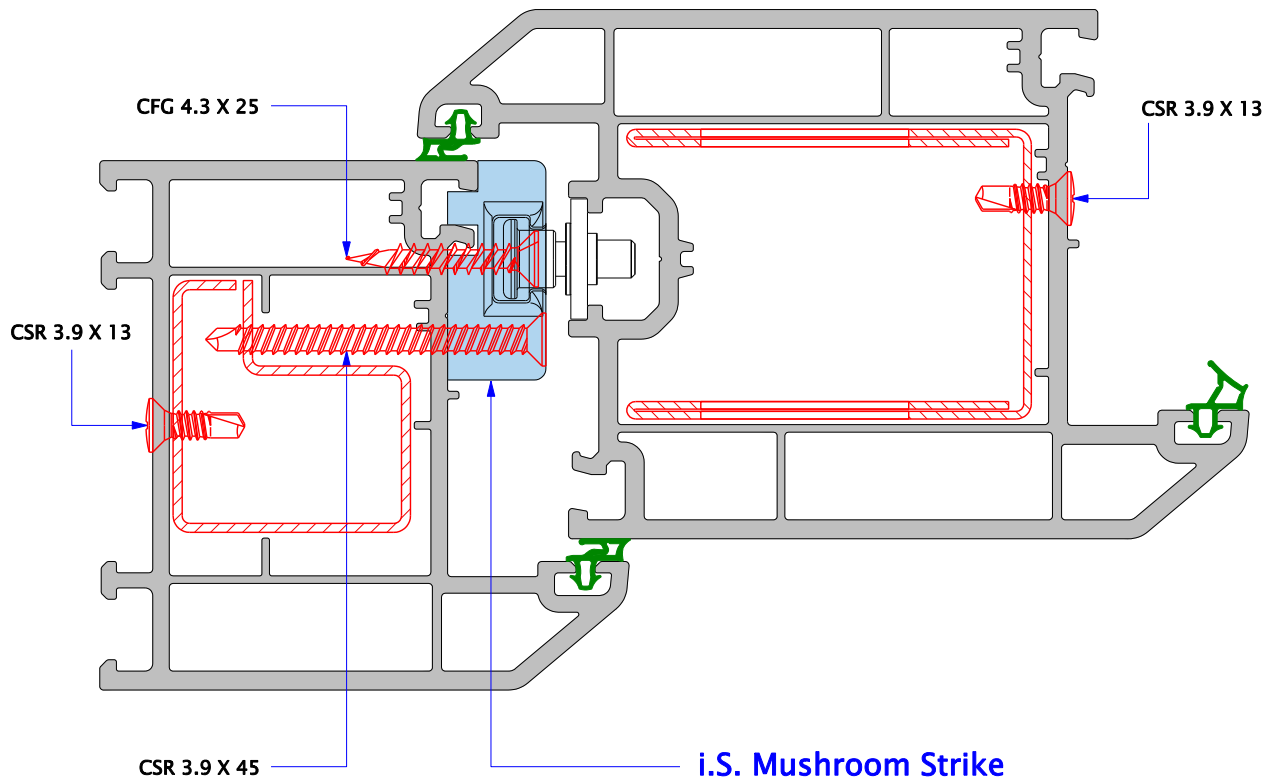 CFG 4.3 X 25
CSR 3.9 X 13
CSR 3.9 X 13
CSR 3.9 X 45
i.S. Mushroom Strike